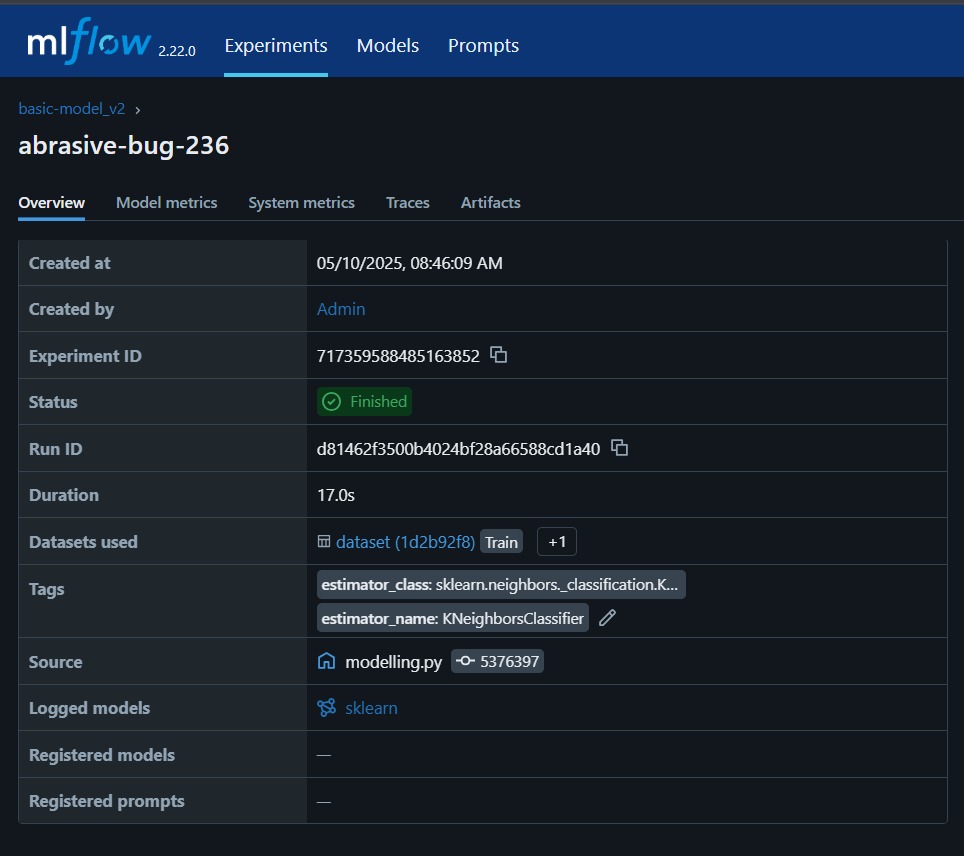 mlflow 2.22.0 Experiments Models Prompts
basic-model_v2 ›
abrasive-bug-236
Overview Model metrics System metrics Traces Artifacts
Created at 05/10/2025, 08:46:09 AM
Created by Admin
Experiment ID 717359588485163852
Status Finished
Run ID d81462f3500b4024bf28a66588cd1a40
Duration 17.0s
Datasets used dataset (1d2b92f8) Train +1
Tags estimator_class: sklearn.neighbors._classification.K...
estimator_name: KNeighborsClassifier
Source modelling.py 5376397
Logged models sklearn
Registered models —
Registered prompts —